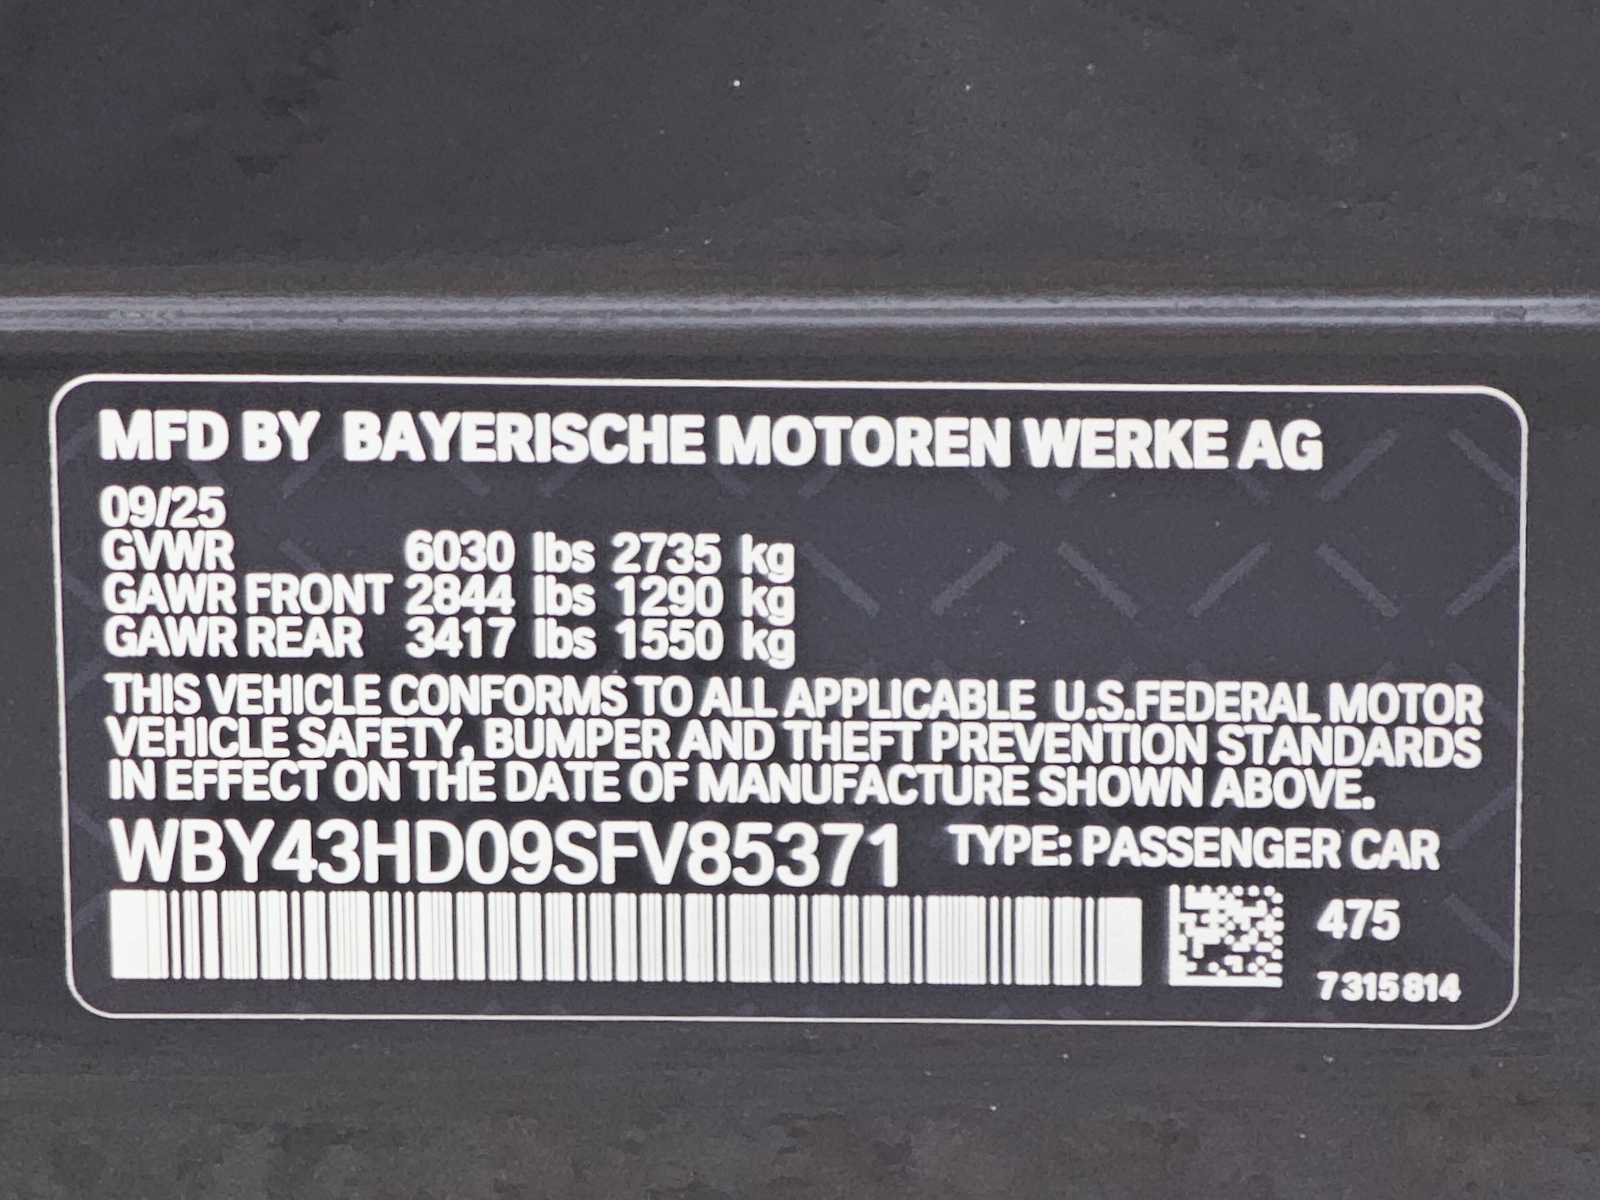 MFD BY BAYERISCHE MOTOREN WERKE AG
09/25
GVWR 6030 lbs 2735 kg
GAWR FRONT 2844 lbs 1290 kg
GAWR REAR 3417 lbs 1550 kg
THIS VEHICLE CONFORMS TO ALL APPLICABLE U.S.FEDERAL MOTOR
VEHICLE SAFETY, BUMPER AND THEFT PREVENTION STANDARDS
IN EFFECT ON THE DATE OF MANUFACTURE SHOWN ABOVE.
WBY43HD09SFV85371 TYPE: PASSENGER CAR
475
7 315 814